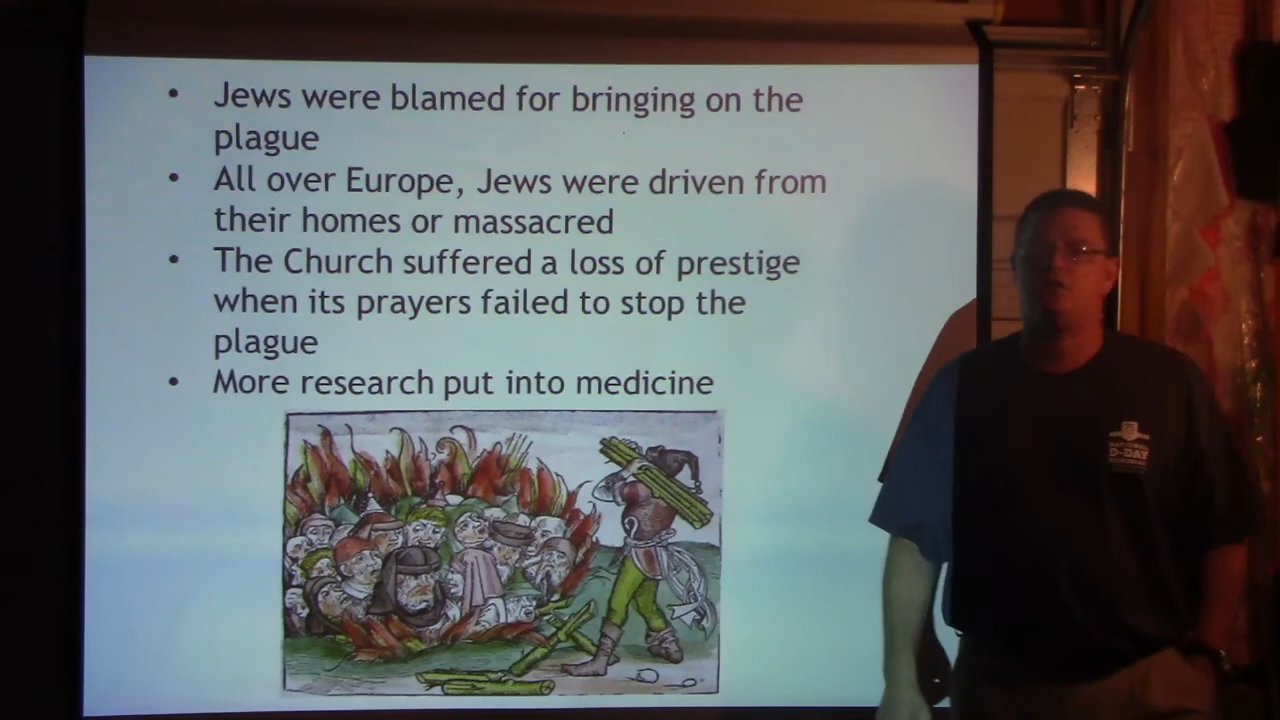 • Jews were blamed for bringing on the
plague
• All over Europe, Jews were driven from
their homes or massacred
• The Church suffered a loss of prestige
when its prayers failed to stop the
plague
• More research put into medicine
D-DAY